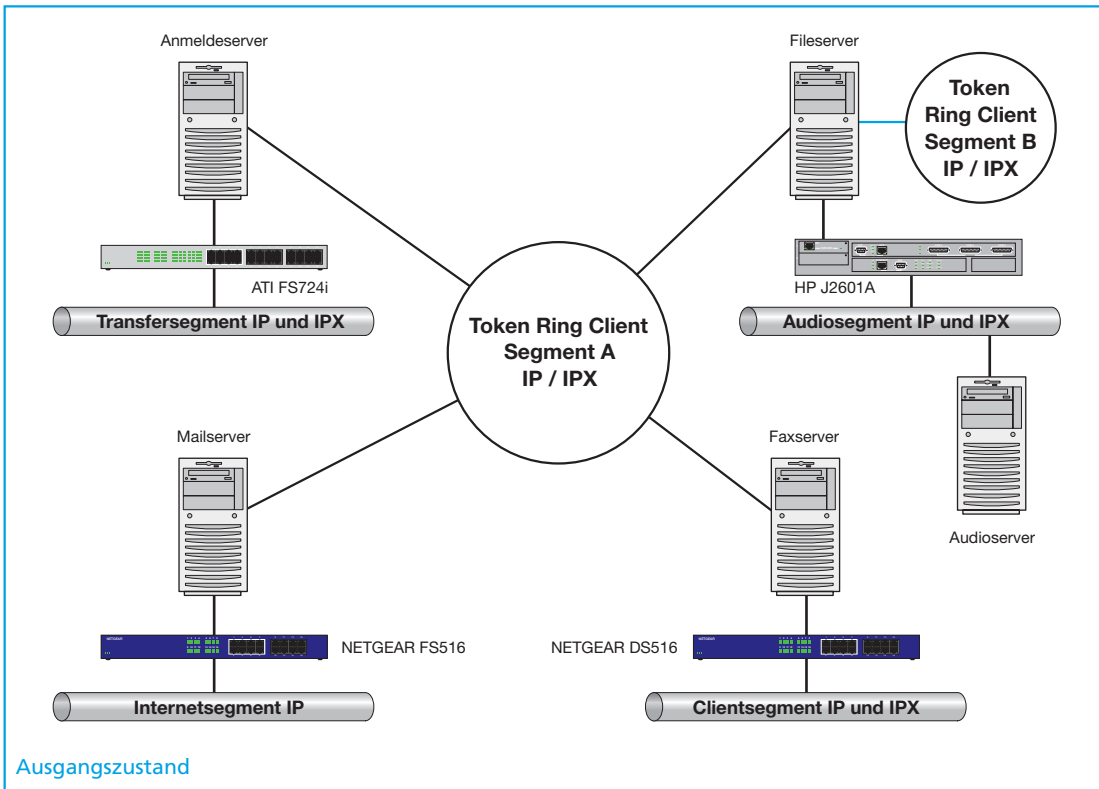 Anmeldeserver
Fileserver
Token
Ring Client
Segment B
IP / IPX
ATI FS724i
HP J2601A
Transfersegment IP und IPX
Token Ring Client
Segment A
IP / IPX
Audiosegment IP und IPX
Mailserver
Faxserver
Audioserver
NETGEAR
NETGEAR FS516
NETGEAR DS516
NETGEAR
Internetsegment IP
Clientsegment IP und IPX
Ausgangszustand